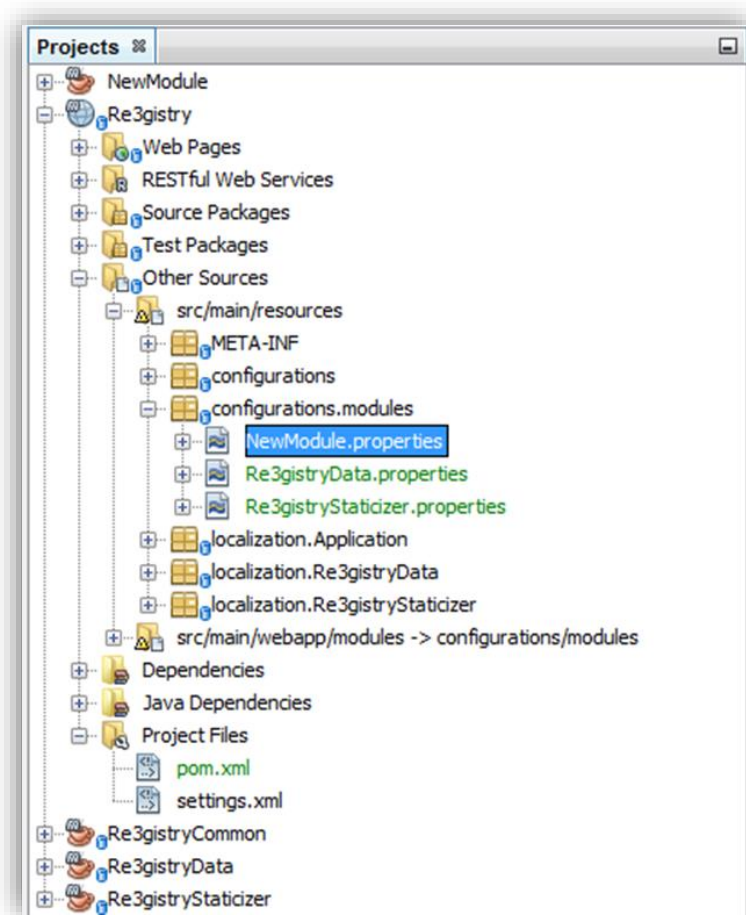 Projects
NewModule
Re3gistry
Web Pages
RESTful Web Services
Source Packages
Test Packages
Other Sources
src/main/resources
META-INF
configurations
configurations.modules
NewModule.properties
Re3gistryData.properties
Re3gistryStaticizer.properties
localization.Application
localization.Re3gistryData
localization.Re3gistryStaticizer
src/main/webapp/modules -> configurations/modules
Dependencies
Java Dependencies
Project Files
pom.xml
settings.xml
Re3gistryCommon
Re3gistryData
Re3gistryStaticizer